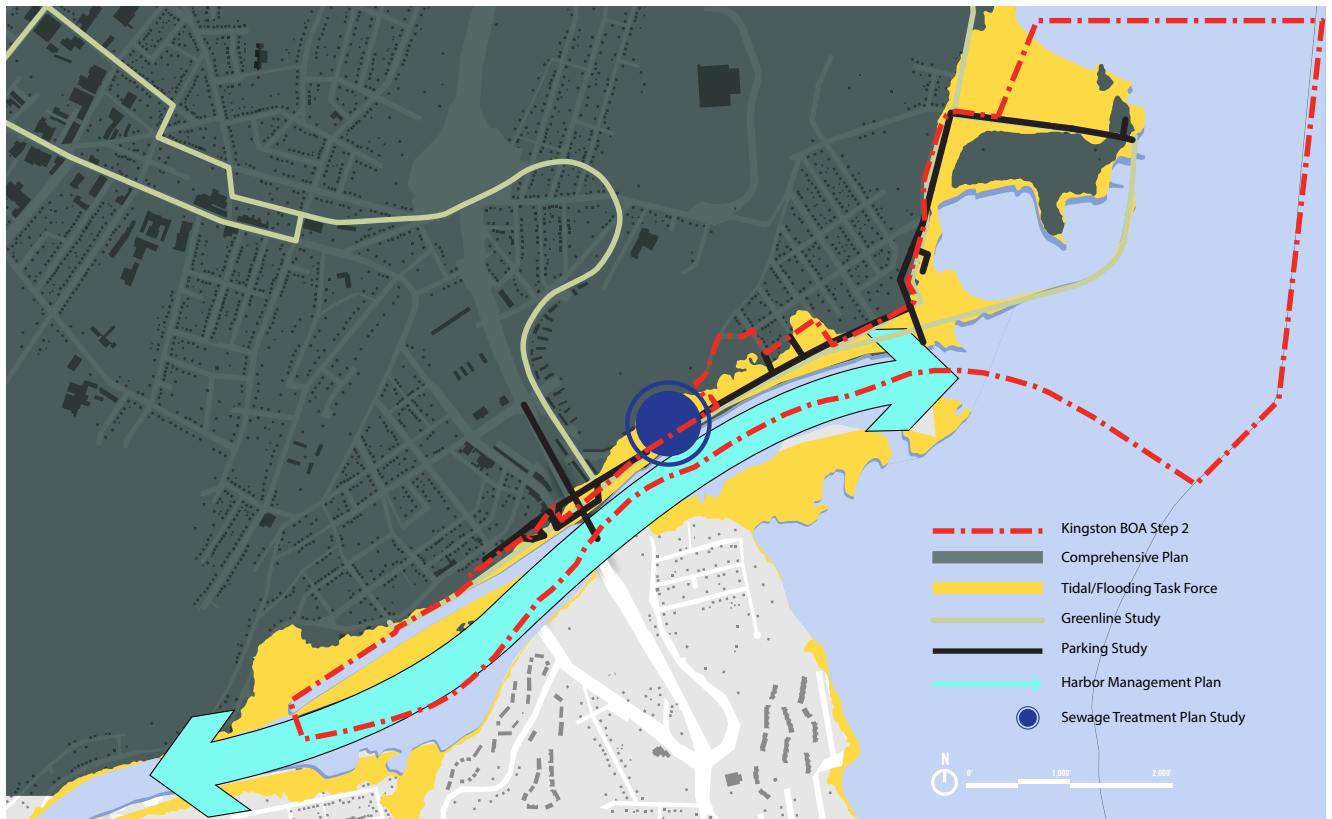 Kingston BOA Step 2
Comprehensive Plan
Tidal/Flooding Task Force
Greenline Study
Parking Study
Harbor Management Plan
Sewage Treatment Plan Study
N
0' 1,000' 2,000'